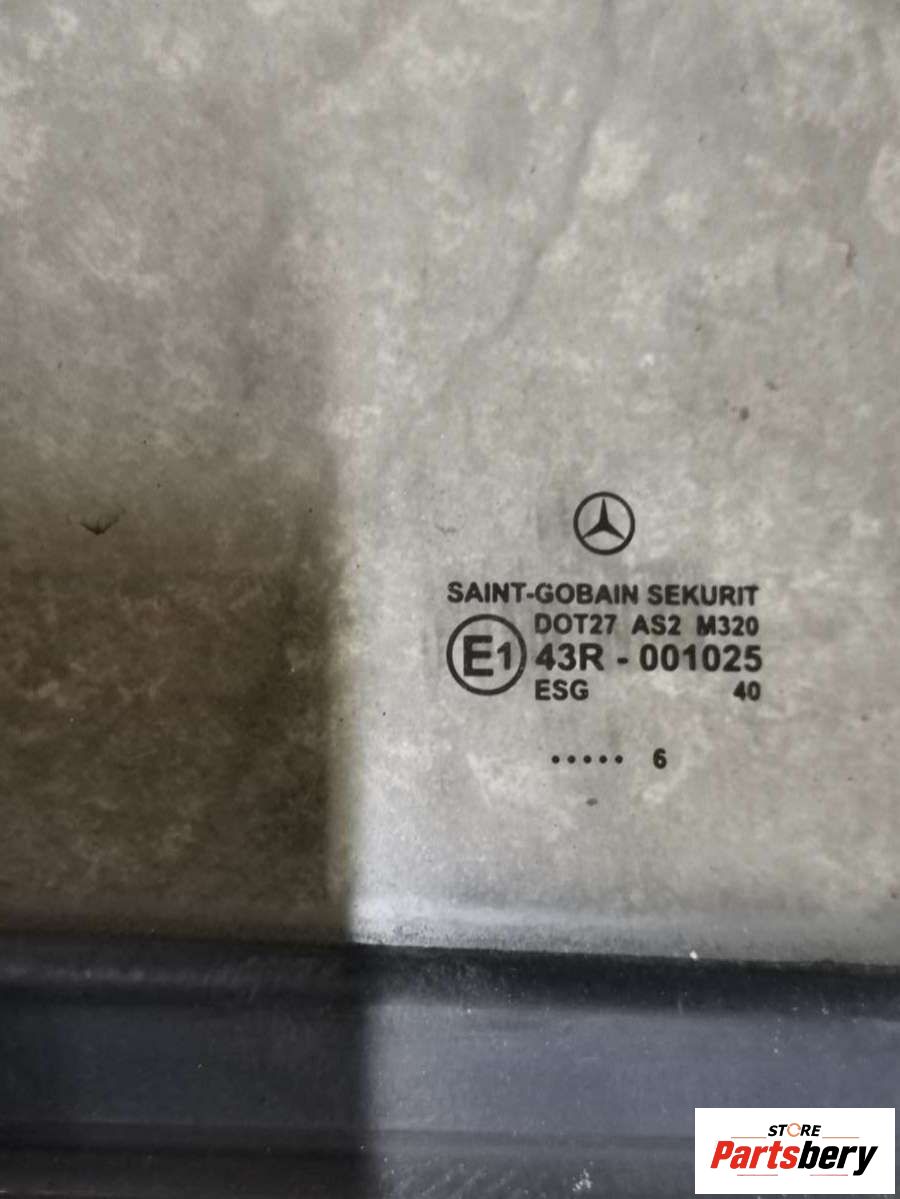 SAINT-GOBAIN SEKURIT
DOT27 AS2 M320
E1 43R - 001025
ESG 40
..... 6
STORE
Partsbery